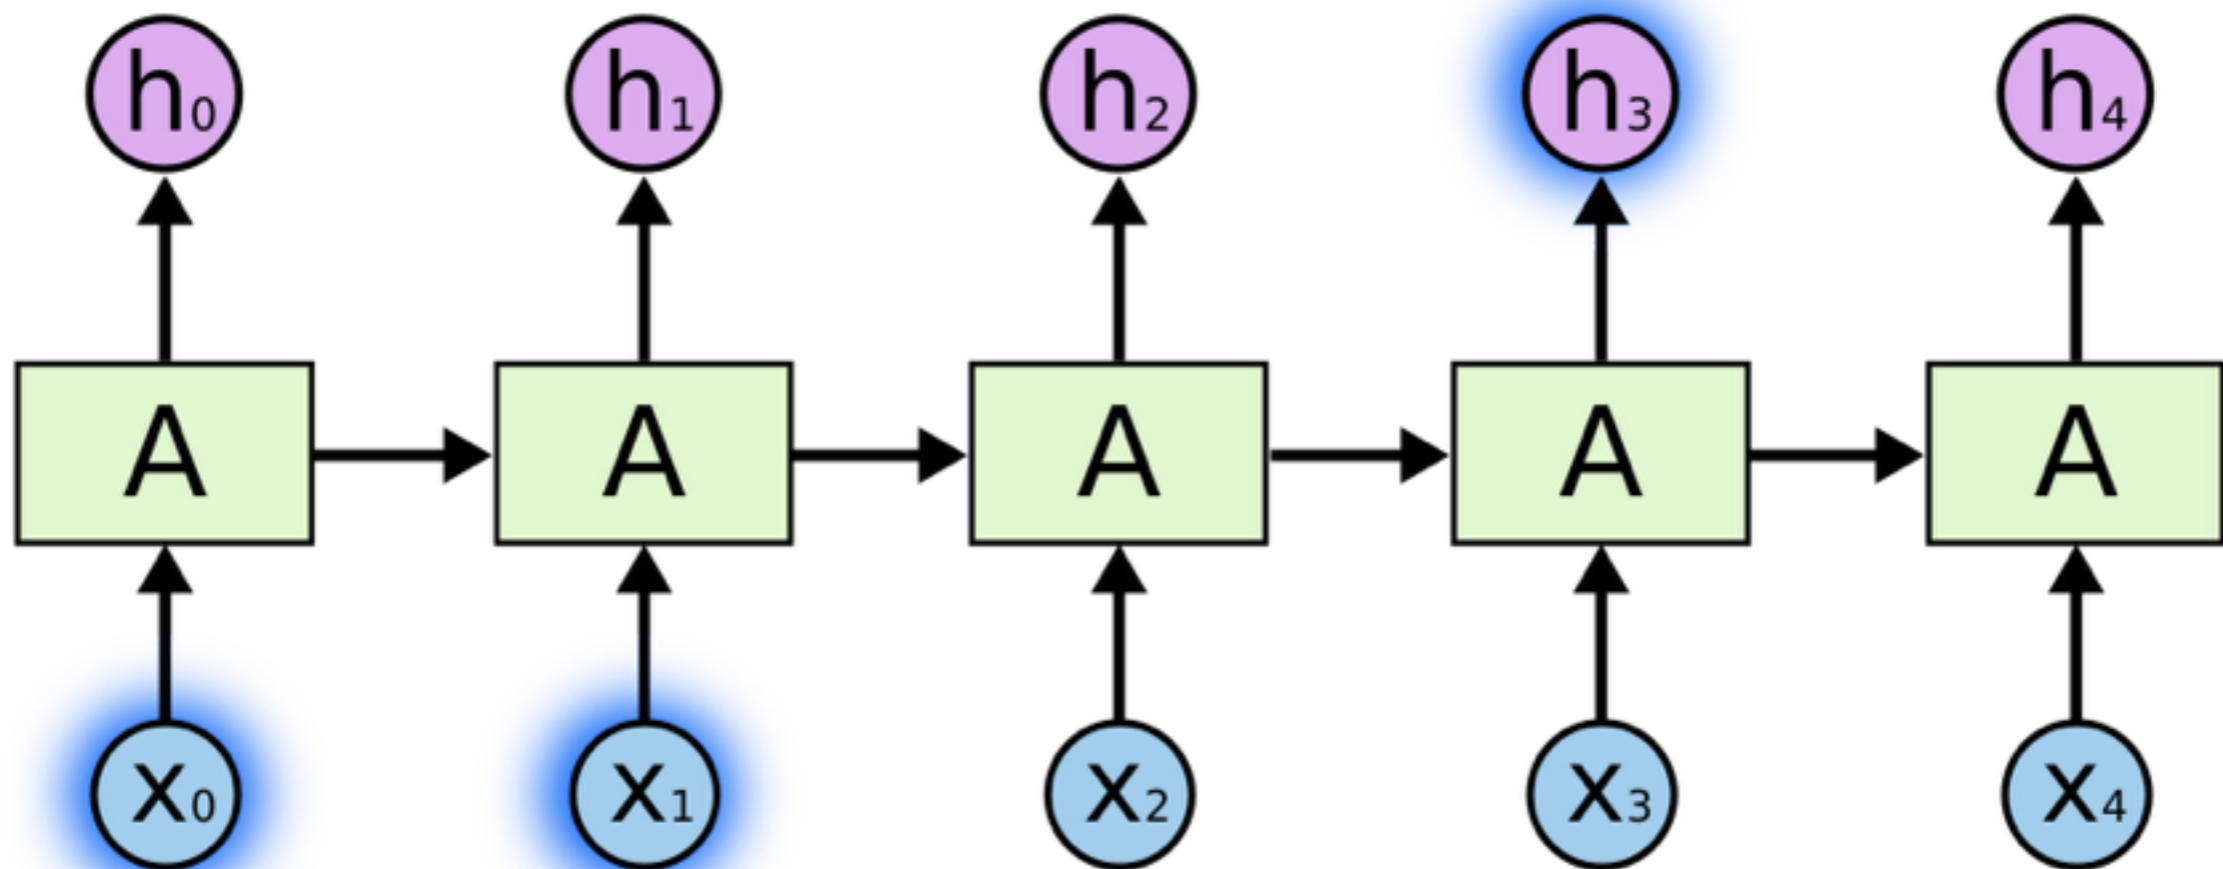 h₀ h₁ h₂ h₃ h₄
A A A A A
x₀ x₁ x₂ x₃ x₄